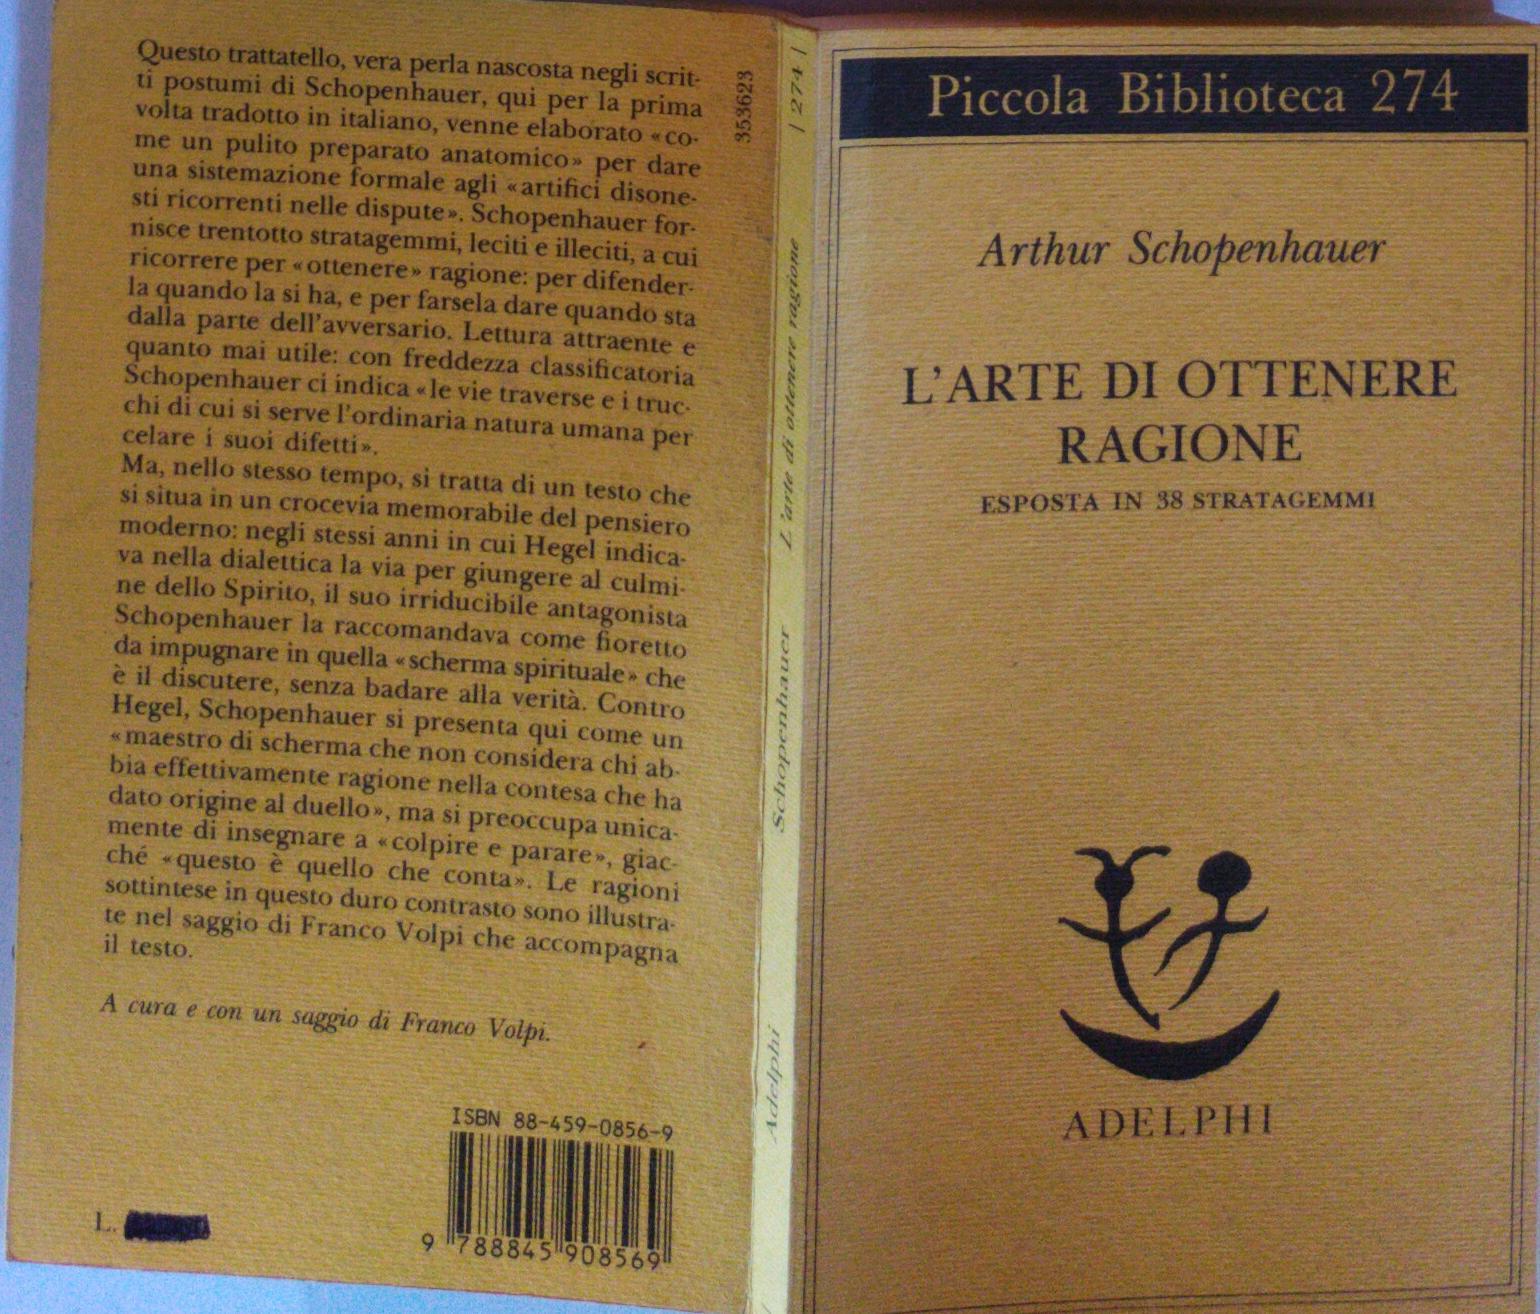 Questo trattatello, vera perla nascosta negli scrit-
ti postumi di Schopenhauer, qui per la prima
volta tradotto in italiano, venne elaborato «co-
me un pulito preparato anatomico» per dare
una sistemazione formale agli «artifici disone-
sti ricorrenti nelle dispute». Schopenhauer for-
nisce trentotto stratagemmi, leciti e illeciti, a cui
ricorrere per «ottenere» ragione: per difender-
la quando la si ha, e per farsela dare quando sta
dalla parte dell'avversario. Lettura attraente e
quanto mai utile: con freddezza classificatoria
Schopenhauer ci indica «le vie traverse e i truc-
chi di cui si serve l'ordinaria natura umana per
celare i suoi difetti».
Ma, nello stesso tempo, si tratta di un testo che
si situa in un crocevia memorabile del pensiero
moderno: negli stessi anni in cui Hegel indica-
va nella dialettica la via per giungere al culmi-
ne dello Spirito, il suo irriducibile antagonista
Schopenhauer la raccomandava come fioretto
da impugnare in quella «scherma spirituale» che
è il discutere, senza badare alla verità. Contro
Hegel, Schopenhauer si presenta qui come un
«maestro di scherma che non considera chi ab-
bia effettivamente ragione nella contesa che ha
dato origine al duello», ma si preoccupa unica-
mente di insegnare a «colpire e parare», giac-
ché «questo è quello che conta». Le ragioni
sottintese in questo duro contrasto sono illustra-
te nel saggio di Franco Volpi che accompagna
il testo.
A cura e con un saggio di Franco Volpi.
ISBN 88-459-0856-9
9 788845 908569
L.
353623
| 274 |
L'arte di ottenere ragione
Schopenhauer
Adelphi
Piccola Biblioteca 274
Arthur Schopenhauer
L'ARTE DI OTTENERE
RAGIONE
ESPOSTA IN 38 STRATAGEMMI
ADELPHI